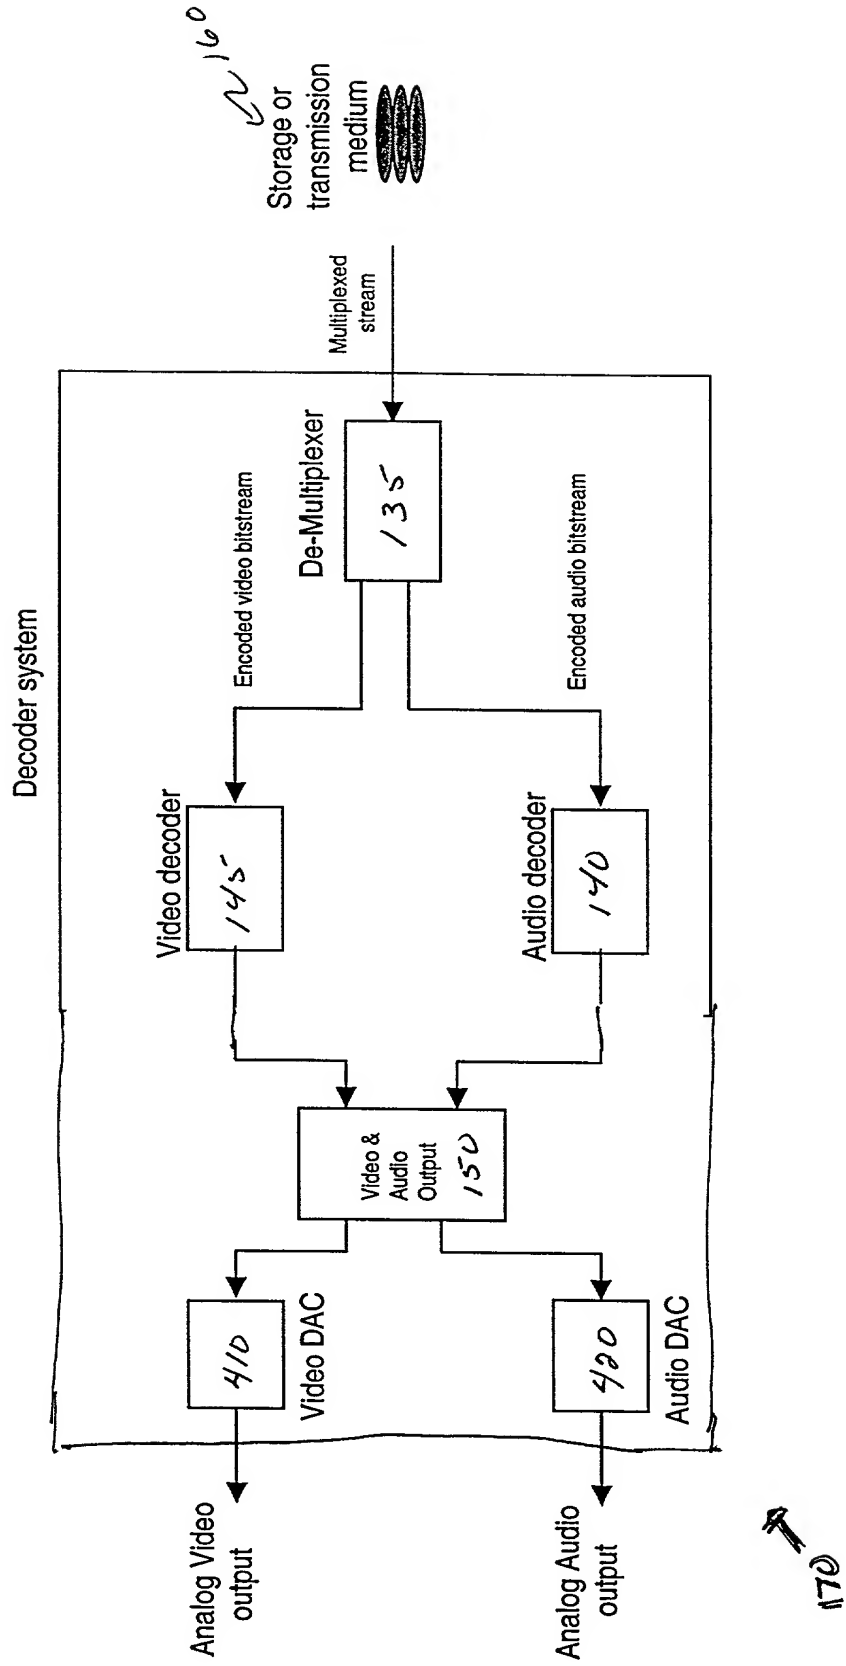 Decoder system
Storage or
transmission
medium
160
Multiplexed
stream
De-Multiplexer
135
Encoded video bitstream
Encoded audio bitstream
Video decoder
145
Audio decoder
140
Video &
Audio
Output
150
410
Video DAC
420
Audio DAC
Analog Video
output
Analog Audio
output
170